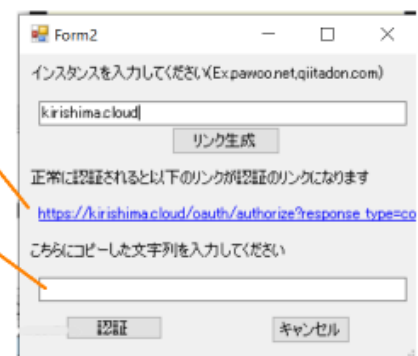 Form2
インスタンスを入力してください(Ex.pawoo.net,qiitadon.com)
kirishima.cloud
リンク生成
正常に認証されると以下のリンクが認証のリンクになります
https://kirishima.cloud/oauth/authorize?response_type=co
こちらにコピーした文字列を入力してください
認証 キャンセル